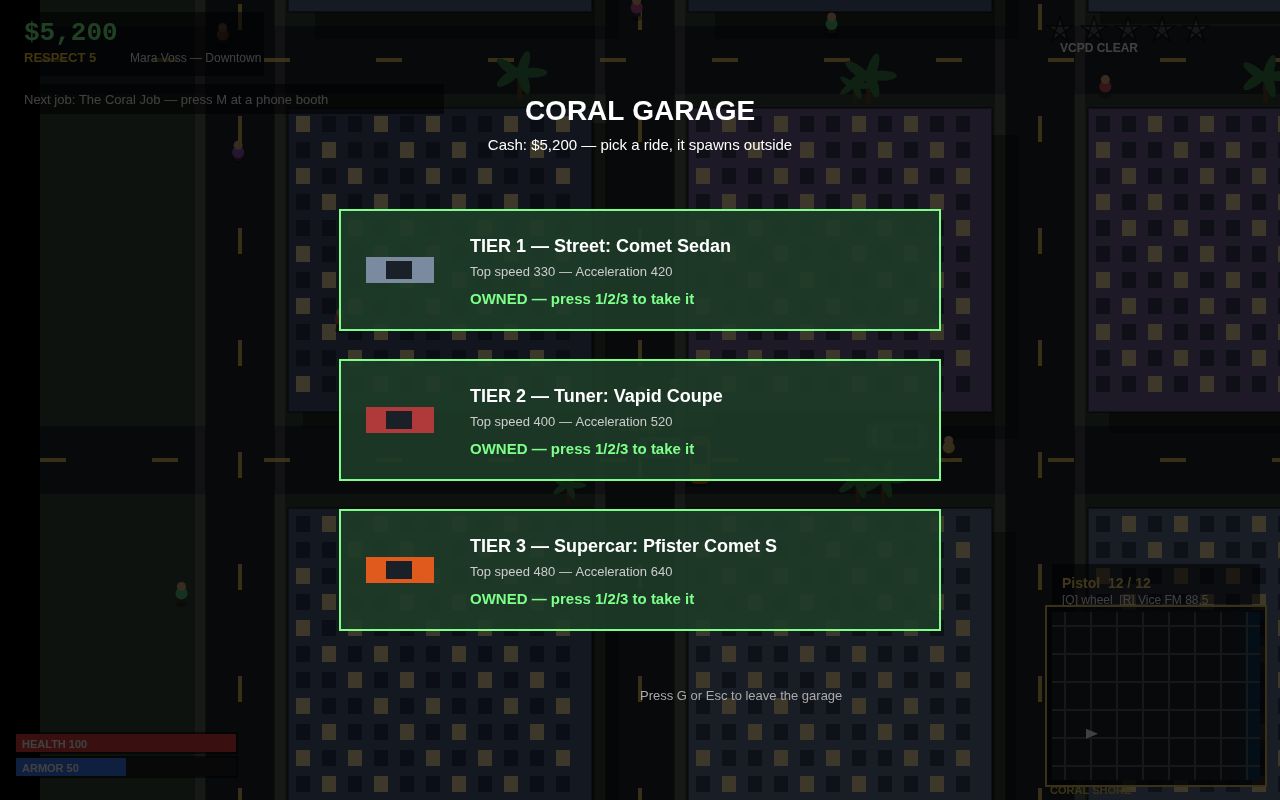 $5,200
RESPECT 5 Mara Voss — Downtown
VCPD CLEAR
Next job: The Coral Job — press M at a phone booth
CORAL GARAGE
Cash: $5,200 — pick a ride, it spawns outside
TIER 1 — Street: Comet Sedan
Top speed 330 — Acceleration 420
OWNED — press 1/2/3 to take it
TIER 2 — Tuner: Vapid Coupe
Top speed 400 — Acceleration 520
OWNED — press 1/2/3 to take it
TIER 3 — Supercar: Pfister Comet S
Top speed 480 — Acceleration 640
OWNED — press 1/2/3 to take it
Pistol 12 / 12
[Q] wheel [R] Vice FM 88.5
Press G or Esc to leave the garage
HEALTH 100
ARMOR 50
CORAL SHORE